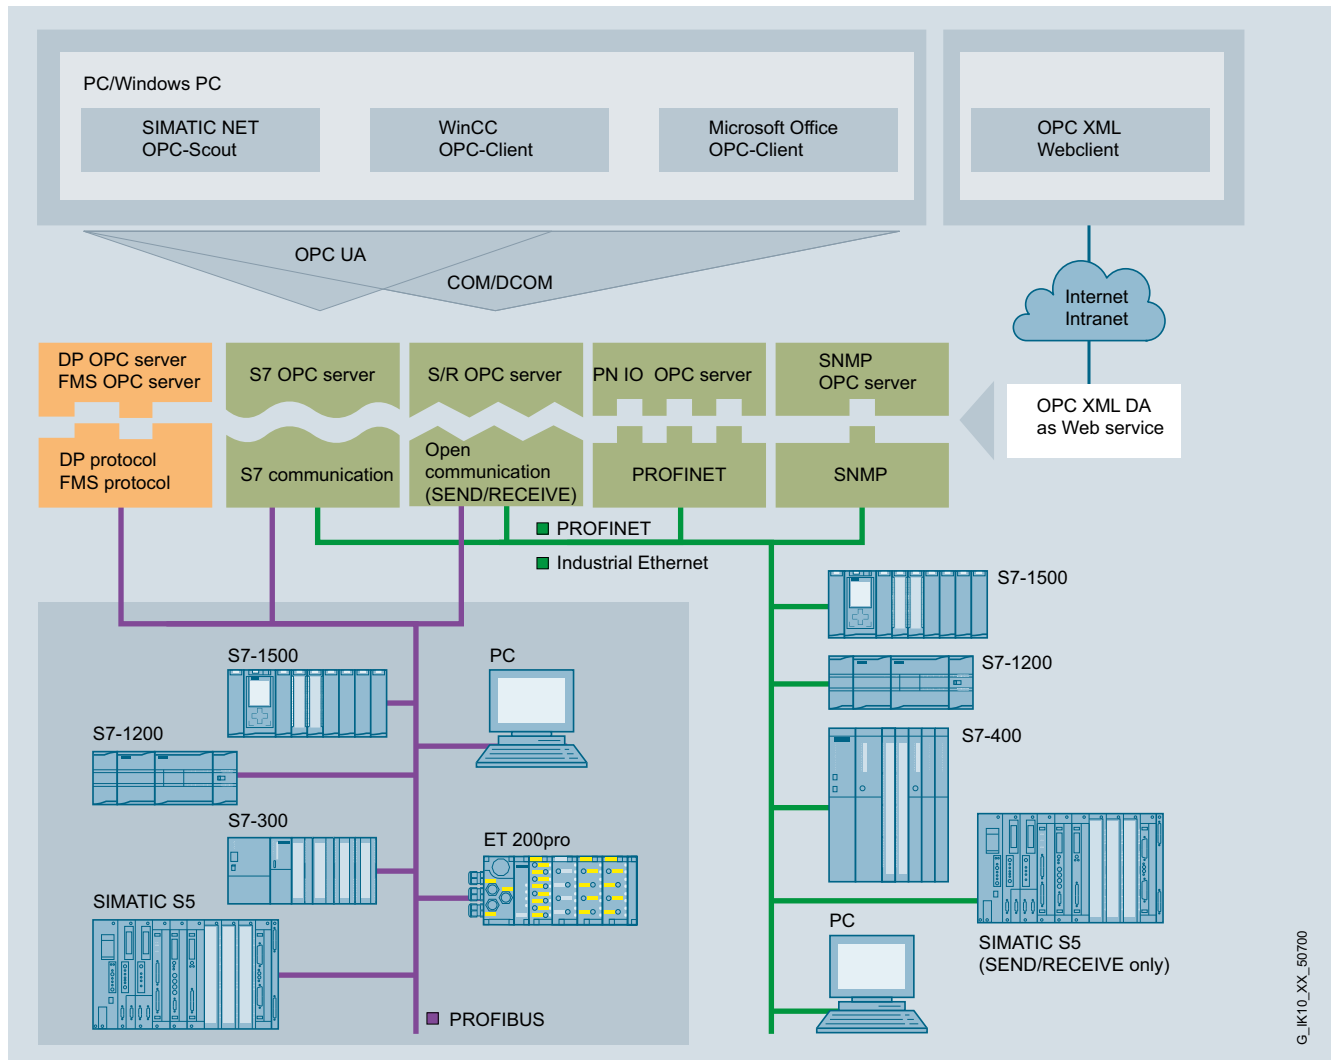 PC/Windows PC
SIMATIC NET
OPC-Scout
WinCC
OPC-Client
Microsoft Office
OPC-Client
OPC XML
Webclient
OPC UA
COM/DCOM
Internet
Intranet
DP OPC server
FMS OPC server
S7 OPC server
S/R OPC server
PN IO OPC server
SNMP
OPC server
OPC XML DA
as Web service
DP protocol
FMS protocol
S7 communication
Open
communication
(SEND/RECEIVE)
PROFINET
SNMP
PROFINET
Industrial Ethernet
S7-1500
S7-1200
S7-400
S7-1500
PC
S7-1200
S7-300
ET 200pro
SIMATIC S5
PC
SIMATIC S5
(SEND/RECEIVE only)
PROFIBUS
G_IK10_XX_50700